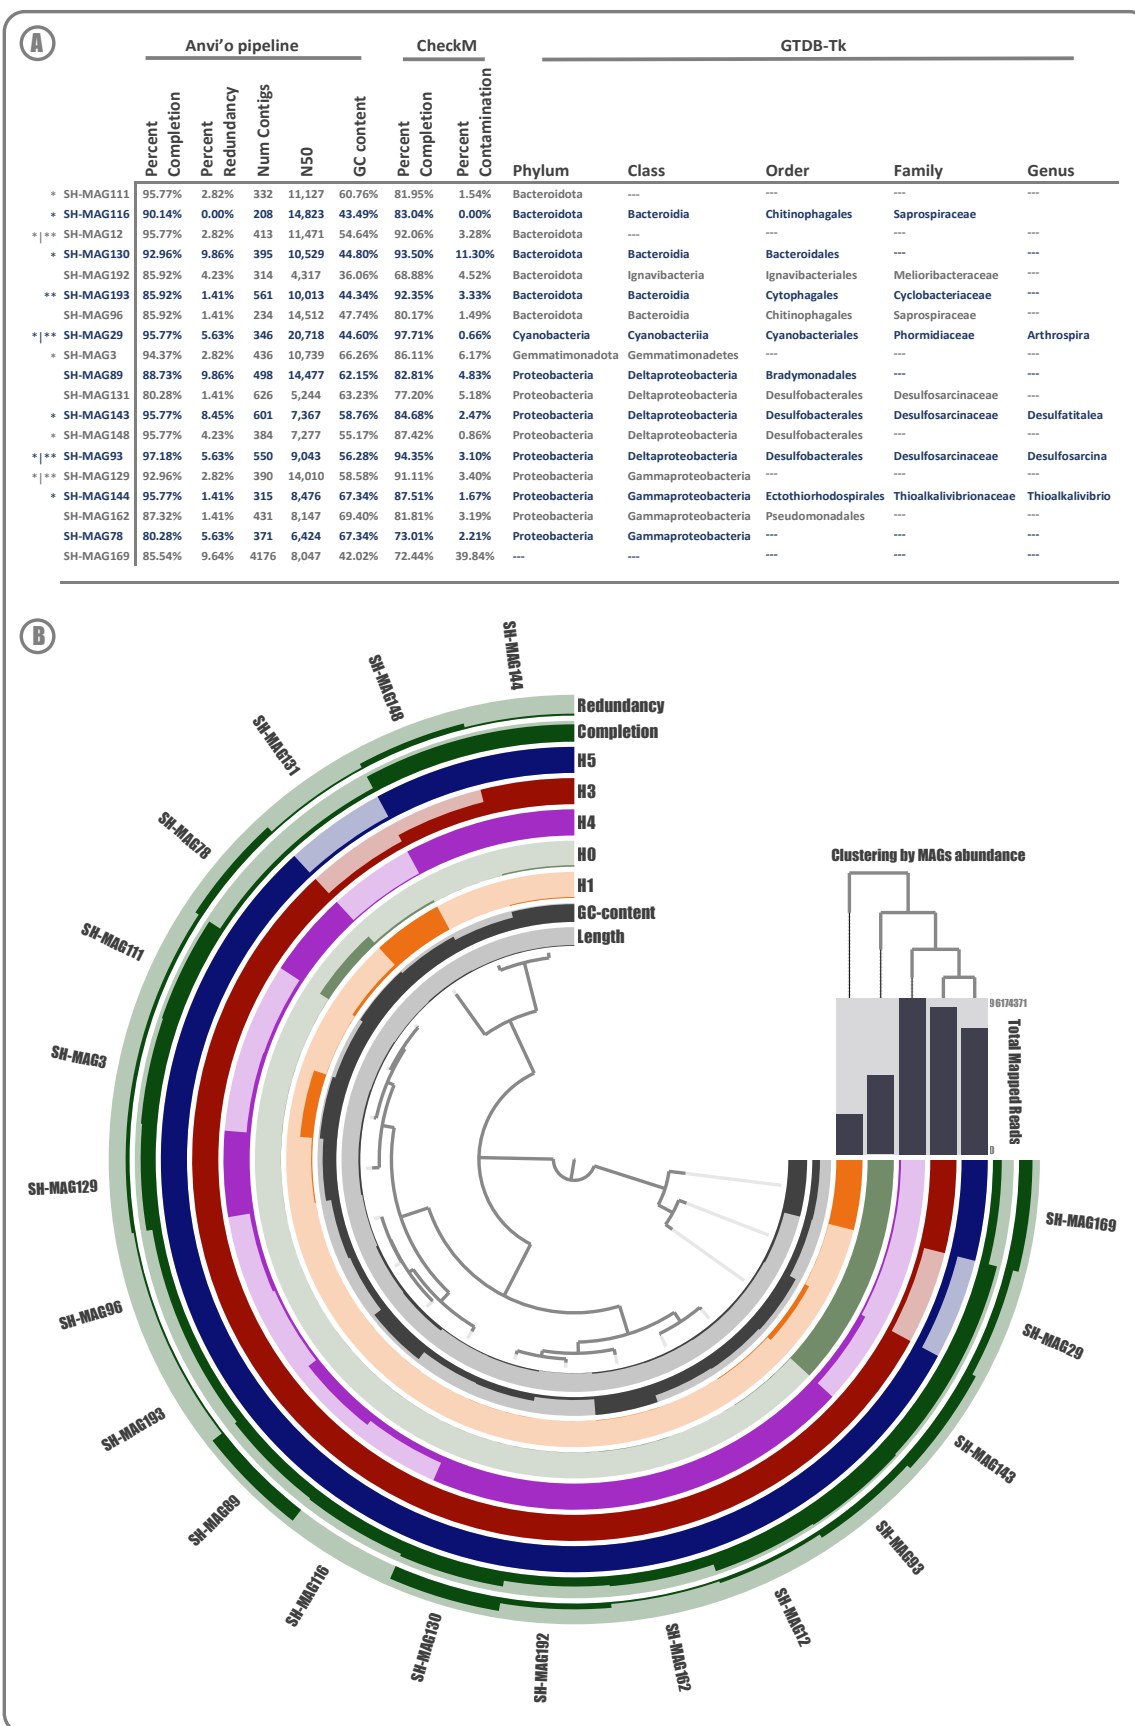 A
Anvi'o pipeline CheckM GTDB-Tk
Percent Completion Percent Redundancy Num Contigs N50 GC content Percent Completion Percent Contamination Phylum Class Order Family Genus
* SH-MAG111 95.77% 2.82% 332 11,127 60.76% 81.95% 1.54% Bacteroidota --- --- --- ---
* SH-MAG116 90.14% 0.00% 208 14,823 43.49% 83.04% 0.00% Bacteroidota Bacteroidia Chitinophagales Saprospiraceae
*|** SH-MAG12 95.77% 2.82% 413 11,471 54.64% 92.06% 3.28% Bacteroidota --- --- --- ---
* SH-MAG130 92.96% 9.86% 395 10,529 44.80% 93.50% 11.30% Bacteroidota Bacteroidia Bacteroidales --- ---
SH-MAG192 85.92% 4.23% 314 4,317 36.06% 68.88% 4.52% Bacteroidota Ignavibacteria Ignavibacteriales Melioribacteraceae ---
** SH-MAG193 85.92% 1.41% 561 10,013 44.34% 92.35% 3.33% Bacteroidota Bacteroidia Cytophagales Cyclobacteriaceae ---
SH-MAG96 85.92% 1.41% 234 14,512 47.74% 80.17% 1.49% Bacteroidota Bacteroidia Chitinophagales Saprospiraceae ---
*|** SH-MAG29 95.77% 5.63% 346 20,718 44.60% 97.71% 0.66% Cyanobacteria Cyanobacteriia Cyanobacteriales Phormidiaceae Arthrospira
* SH-MAG3 94.37% 2.82% 436 10,739 66.26% 86.11% 6.17% Gemmatimonadota Gemmatimonadetes --- --- ---
SH-MAG89 88.73% 9.86% 498 14,477 62.15% 82.81% 4.83% Proteobacteria Deltaproteobacteria Bradymonadales --- ---
SH-MAG131 80.28% 1.41% 626 5,244 63.23% 77.20% 5.18% Proteobacteria Deltaproteobacteria Desulfobacterales Desulfosarcinaceae ---
* SH-MAG143 95.77% 8.45% 601 7,367 58.76% 84.68% 2.47% Proteobacteria Deltaproteobacteria Desulfobacterales Desulfosarcinaceae Desulfatitalea
* SH-MAG148 95.77% 4.23% 384 7,277 55.17% 87.42% 0.86% Proteobacteria Deltaproteobacteria Desulfobacterales --- ---
*|** SH-MAG93 97.18% 5.63% 550 9,043 56.28% 94.35% 3.10% Proteobacteria Deltaproteobacteria Desulfobacterales Desulfosarcinaceae Desulfosarcina
*|** SH-MAG129 92.96% 2.82% 390 14,010 58.58% 91.11% 3.40% Proteobacteria Gammaproteobacteria --- --- ---
* SH-MAG144 95.77% 1.41% 315 8,476 67.34% 87.51% 1.67% Proteobacteria Gammaproteobacteria Ectothiorhodospirales Thioalkalivibrionaceae Thioalkalivibrio
SH-MAG162 87.32% 1.41% 431 8,147 69.40% 81.81% 3.19% Proteobacteria Gammaproteobacteria Pseudomonadales --- ---
SH-MAG78 80.28% 5.63% 371 6,424 67.34% 73.01% 2.21% Proteobacteria Gammaproteobacteria --- --- ---
SH-MAG169 85.54% 9.64% 4176 8,047 42.02% 72.44% 39.84% --- --- --- --- ---
B
SH-MAG144
SH-MAG148
SH-MAG131
SH-MAG78
SH-MAG111
SH-MAG3
SH-MAG129
SH-MAG96
SH-MAG193
SH-MAG89
SH-MAG116
SH-MAG130
SH-MAG192
SH-MAG162
SH-MAG12
SH-MAG93
SH-MAG143
SH-MAG29
SH-MAG169
Redundancy
Completion
H5
H3
H4
H0
H1
GC-content
Length
Clustering by MAGs abundance
96174371
Total Mapped Reads
0